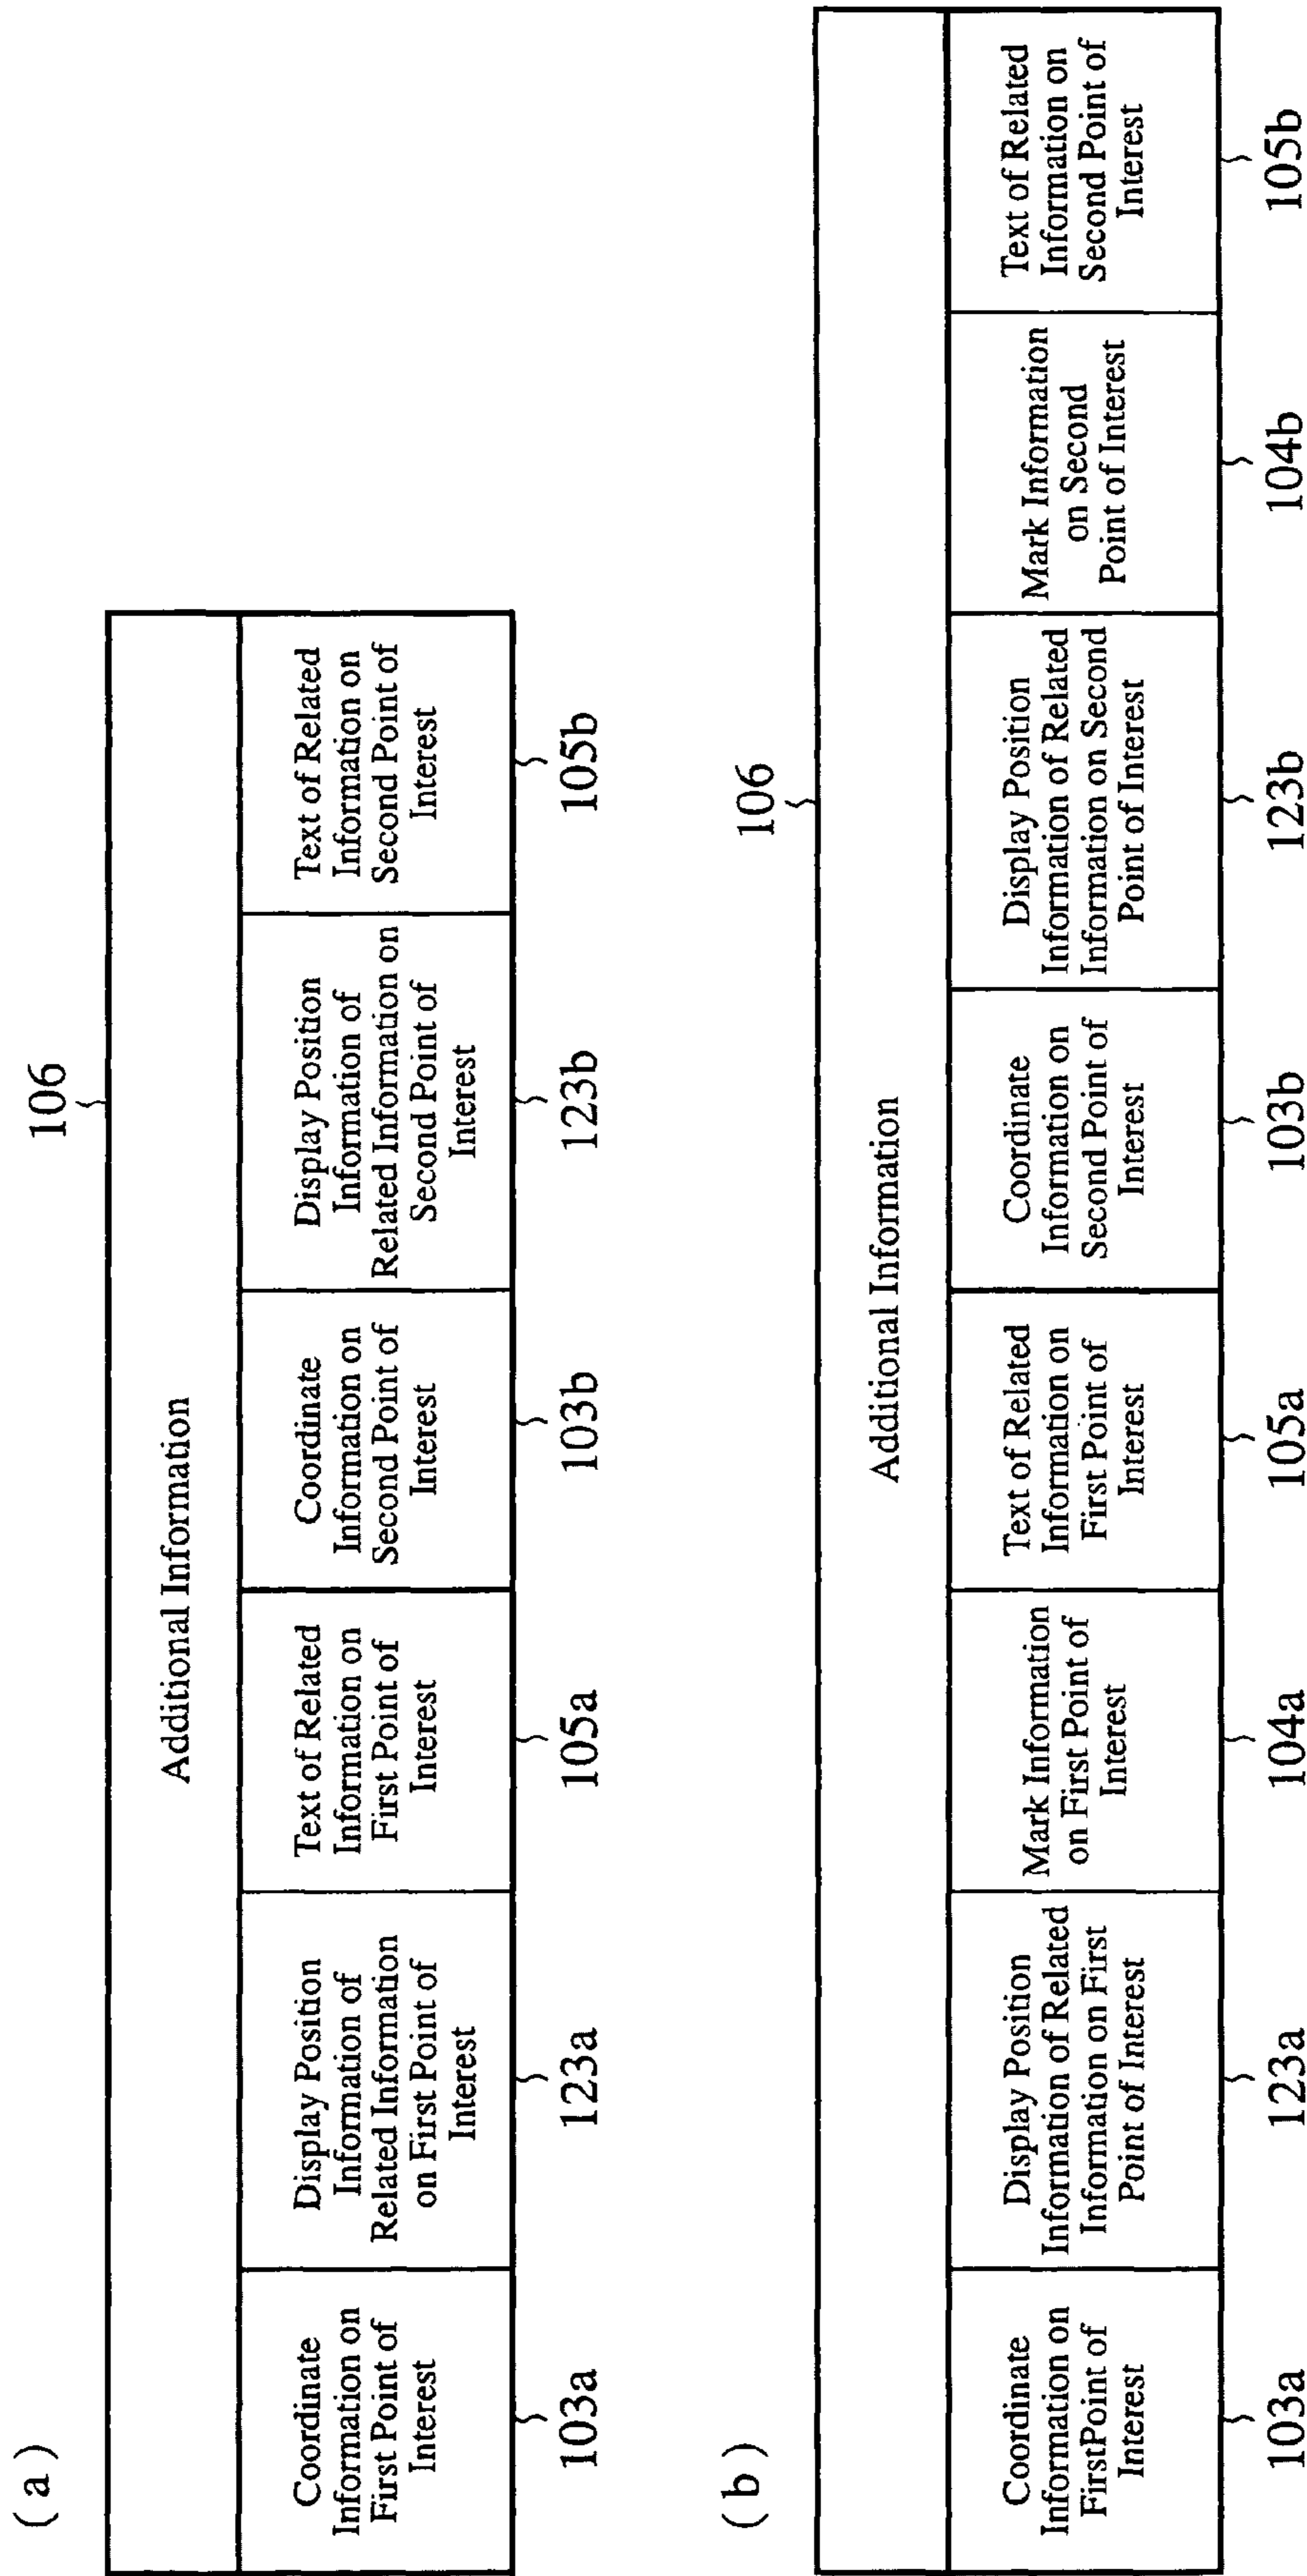 ( a )
106
Additional Information
Coordinate
Information on
First Point of
Interest
Display Position
Information of
Related Information
on First Point of
Interest
Text of Related
Information on
First Point of
Interest
Coordinate
Information on
Second Point of
Interest
Display Position
Information of
Related Information on
Second Point of
Interest
Text of Related
Information on
Second Point of
Interest
103a
123a
105a
103b
123b
105b
( b )
106
Additional Information
Coordinate
Information on
FirstPoint of
Interest
Display Position
Information of Related
Information on First
Point of Interest
Mark Information
on First Point of
Interest
Text of Related
Information on
First Point of
Interest
Coordinate
Information on
Second Point of
Interest
Display Position
Information of Related
Information on Second
Point of Interest
Mark Information
on Second
Point of Interest
Text of Related
Information on
Second Point of
Interest
103a
123a
104a
105a
103b
123b
104b
105b